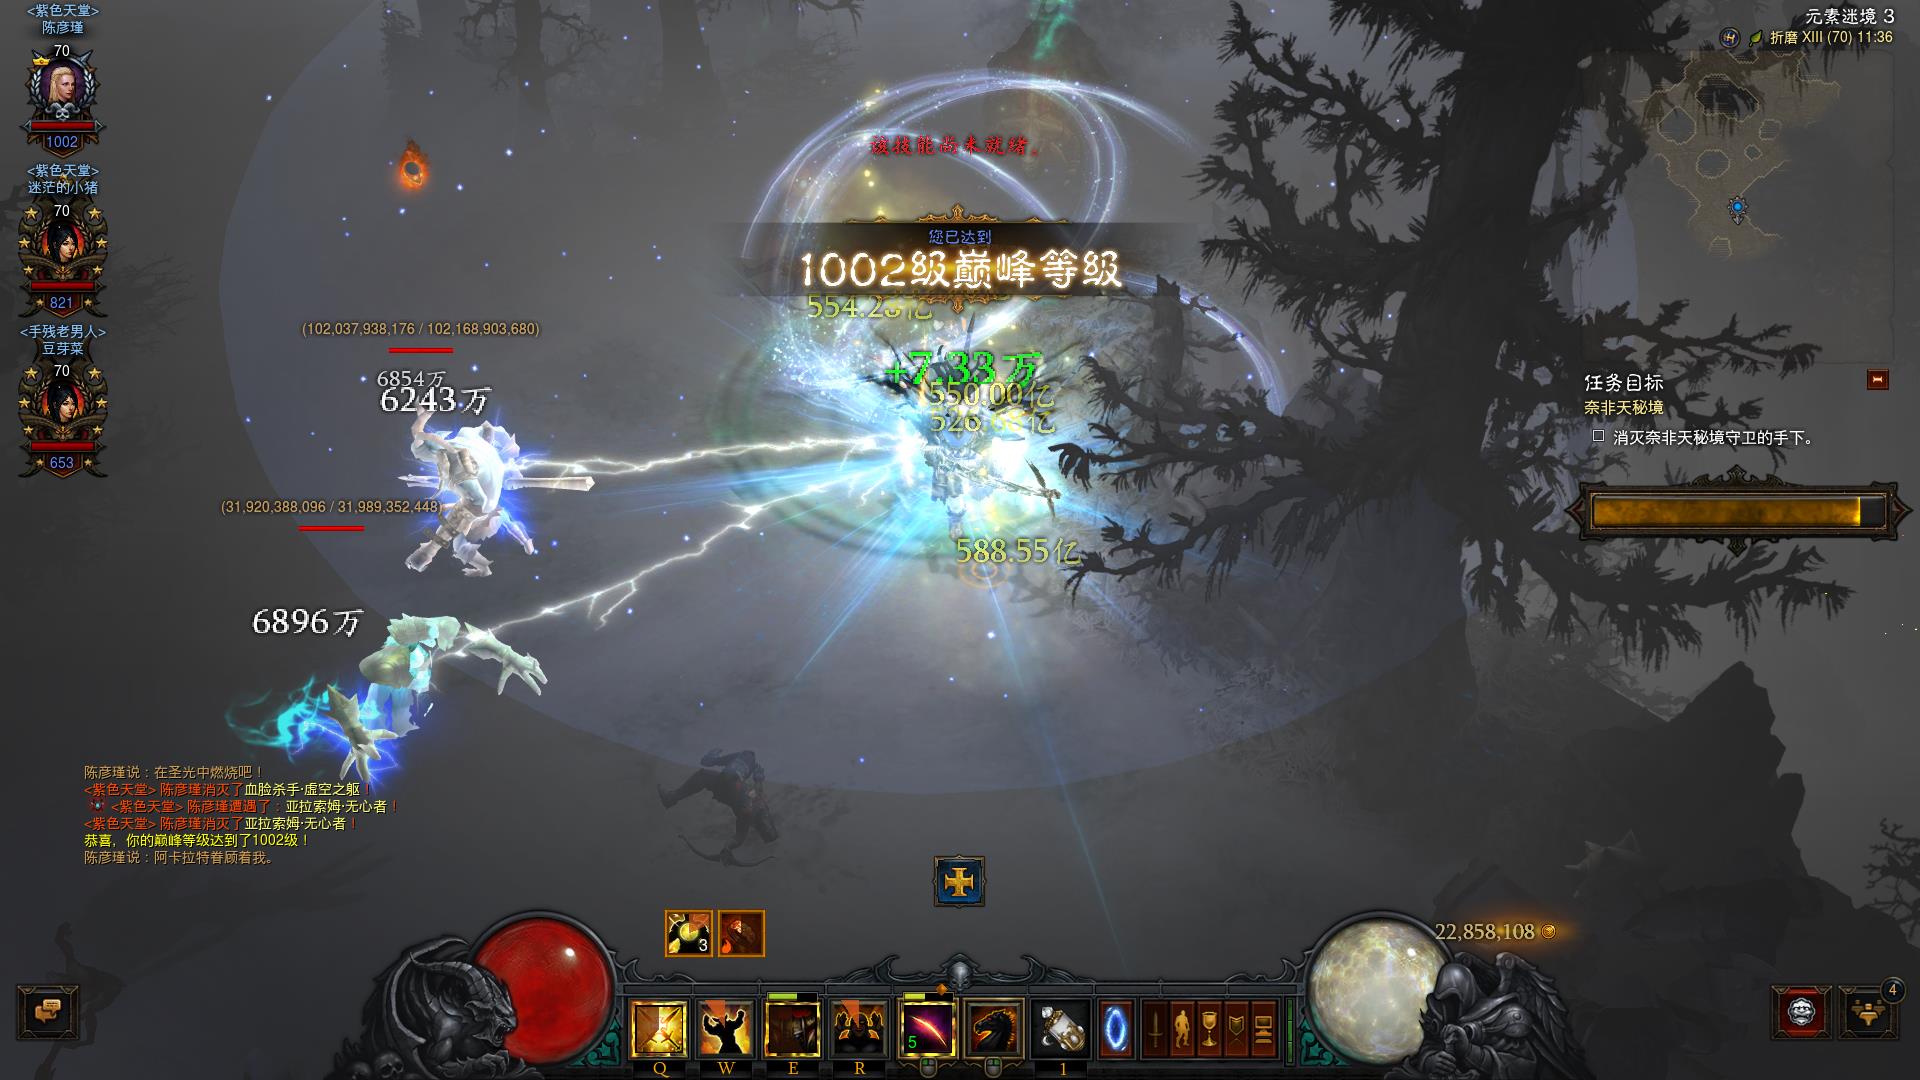 <紫色天堂>
陈彦瑾
70
1002
<紫色天堂>
迷茫的小猪
70
821
<手残老男人>
豆芽菜
70
653
元素迷境 3
折磨 XIII (70) 11:36
该技能尚未就绪。
您已达到
1002级巅峰等级
554.23亿
+7.33万
550.00亿
526.68亿
588.55亿
(102,037,938,176 / 102,168,903,680)
6854万
6243万
(31,920,388,096 / 31,989,352,448)
6896万
任务目标
奈非天秘境
消灭奈非天秘境守卫的手下。
陈彦瑾说：在圣光中燃烧吧！
<紫色天堂> 陈彦瑾消灭了血脸杀手·虚空之躯！
<紫色天堂> 陈彦瑾遭遇了：亚拉索姆·无心者！
<紫色天堂> 陈彦瑾消灭了亚拉索姆·无心者！
恭喜，你的巅峰等级达到了1002级！
陈彦瑾说：阿卡拉特眷顾着我。
3
22,858,108
5
Q W E R 1
4